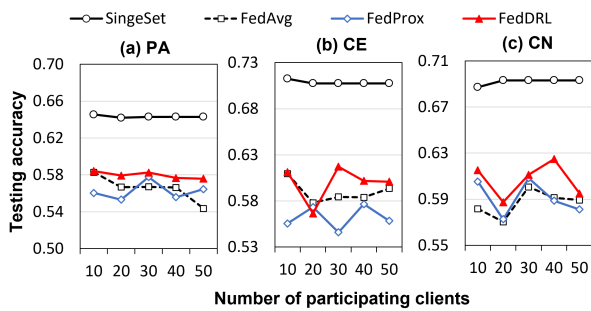 SingeSet FedAvg FedProx FedDRL
(a) PA (b) CE (c) CN
Testing accuracy
0.70
0.66
0.62
0.58
0.54
0.50
10 20 30 40 50
0.73
0.68
0.63
0.58
0.53
10 20 30 40 50
0.71
0.67
0.63
0.59
0.55
10 20 30 40 50
Number of participating clients